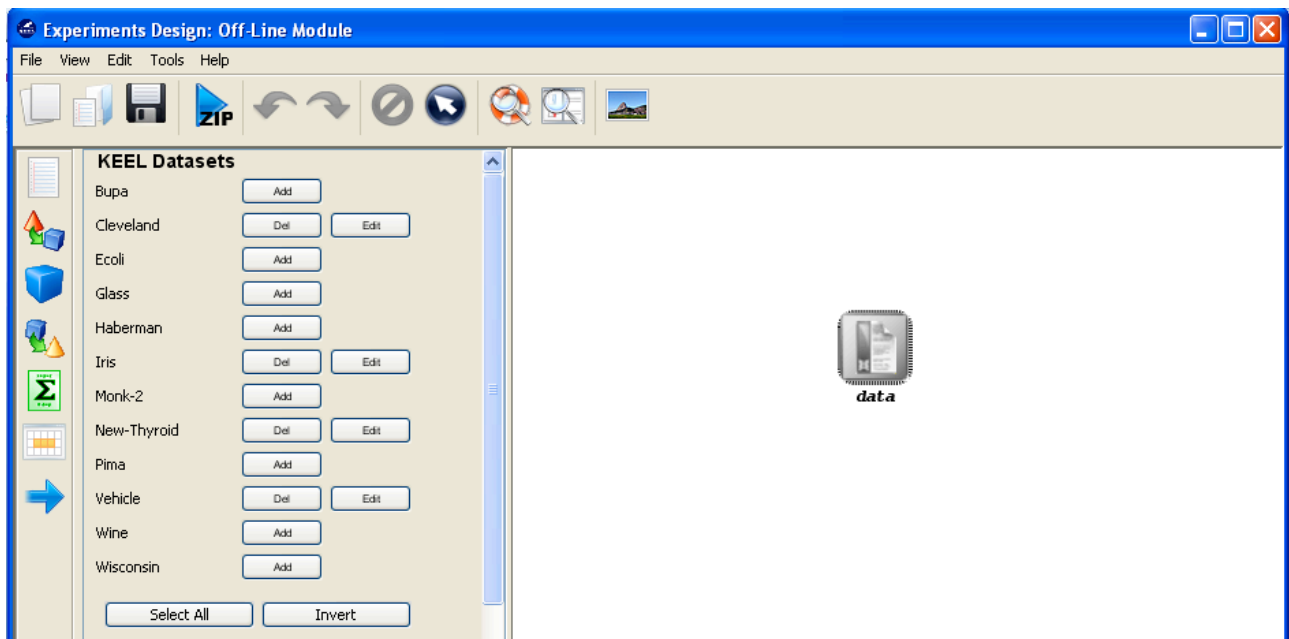 Experiments Design: Off-Line Module
File View Edit Tools Help
ZIP
KEEL Datasets
Bupa Add
Cleveland Del Edit
Ecoli Add
Glass Add
Haberman Add
Iris Del Edit
Monk-2 Add
New-Thyroid Del Edit
Pima Add
Vehicle Del Edit
Wine Add
Wisconsin Add
Select All Invert
Σ
data